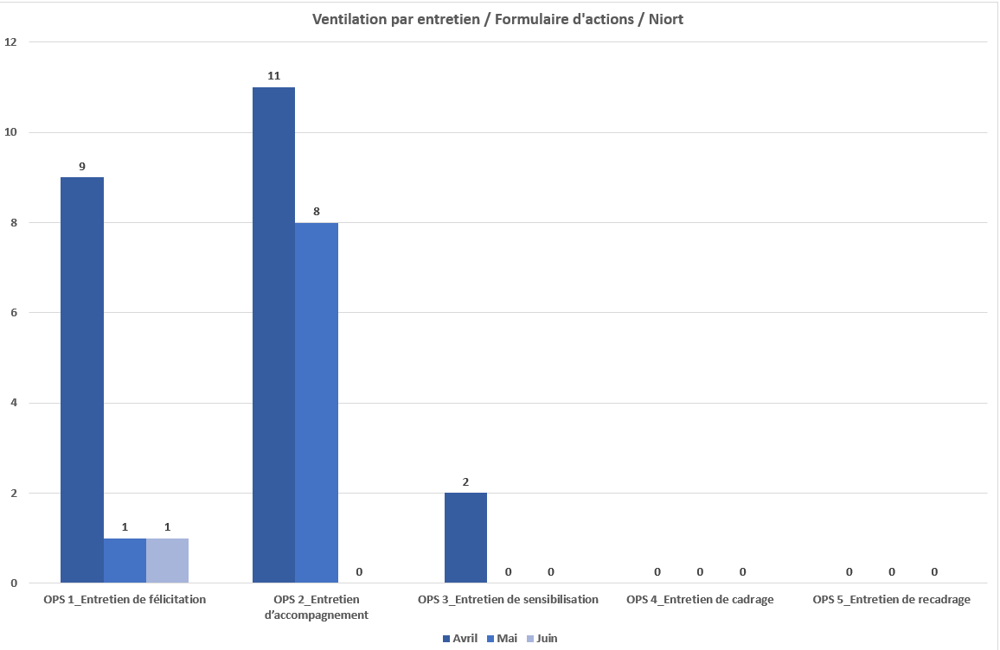 Ventilation par entretien / Formulaire d'actions / Niort
12
10
8
6
4
2
0
9
1
1
11
8
0
2
0
0
0
0
0
0
0
0
OPS 1_Entretien de félicitation
OPS 2_Entretien
d’accompagnement
OPS 3_Entretien de sensibilisation
OPS 4_Entretien de cadrage
OPS 5_Entretien de recadrage
Avril Mai Juin